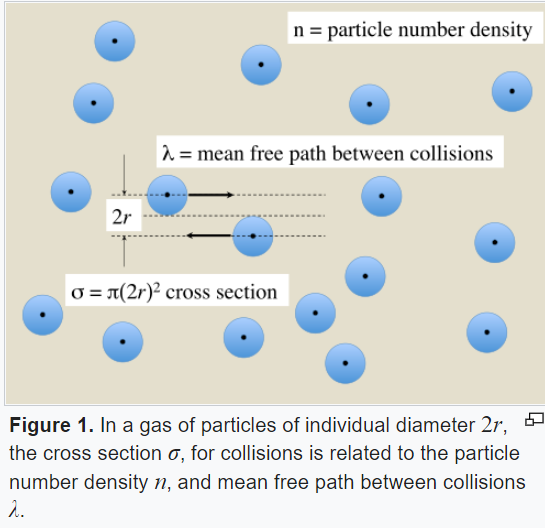 n = particle number density
λ = mean free path between collisions
2r
σ = π(2r)² cross section
Figure 1. In a gas of particles of individual diameter 2r,
the cross section σ, for collisions is related to the particle
number density n, and mean free path between collisions
λ.